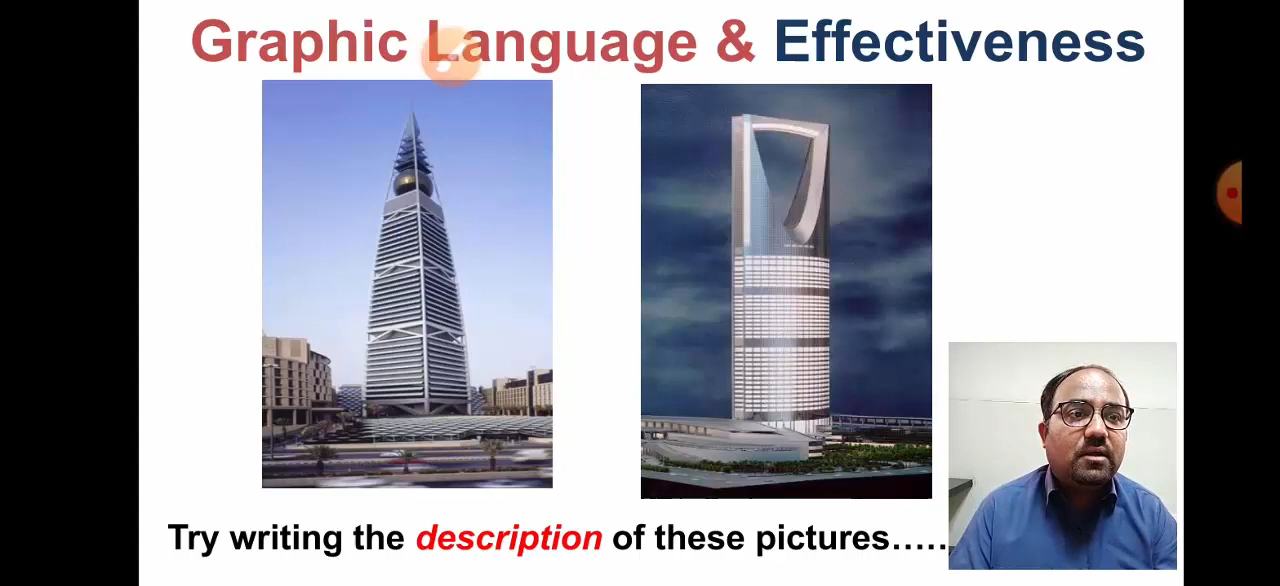 Graphic Language & Effectiveness
Try writing the description of these pictures.....